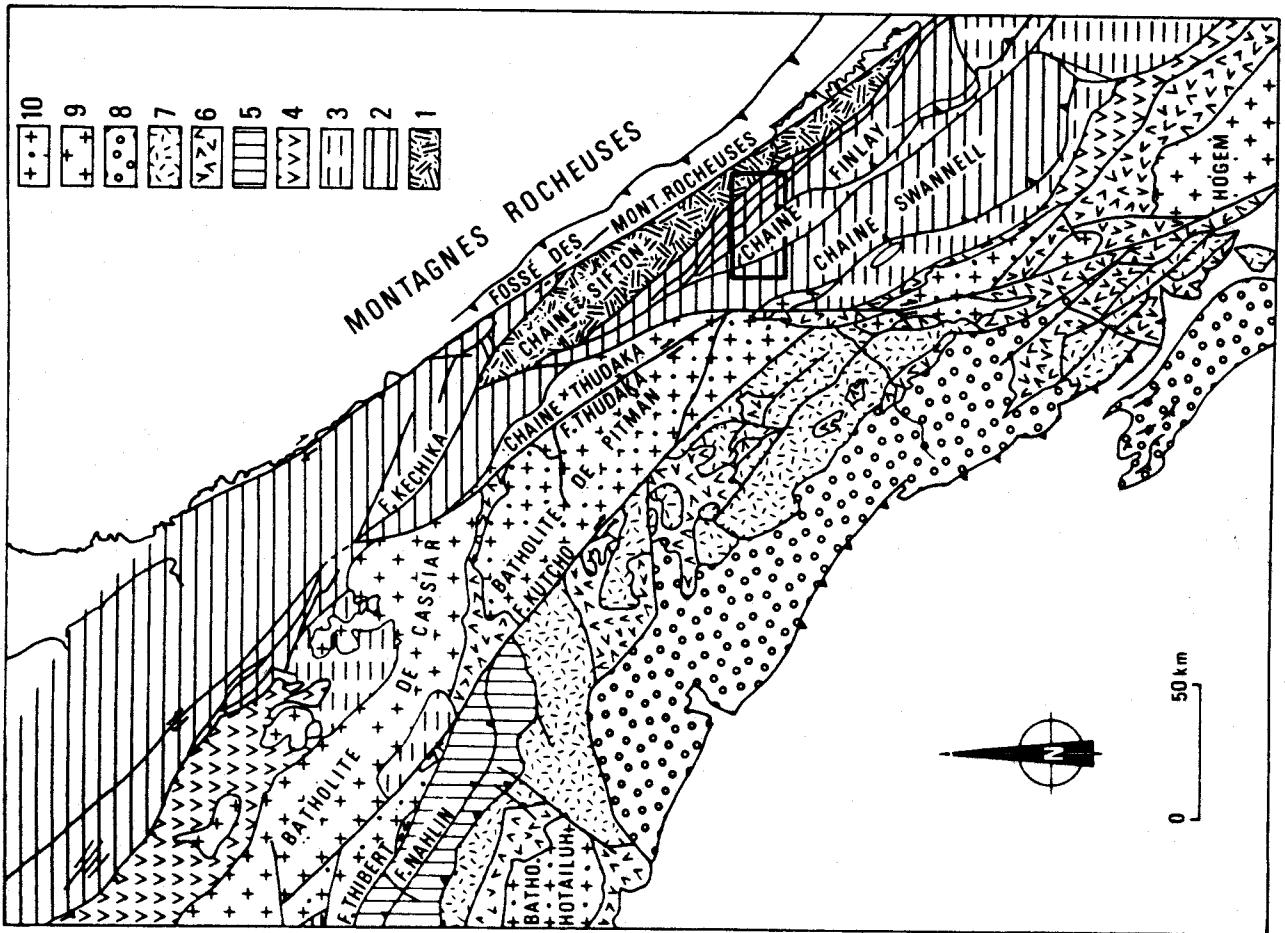 10
9
8
7
6
5
4
3
2
1
MONTAGNES ROCHEUSES
FOSSE DES MONT. ROCHEUSES
CHAINE SIFTON
CHAINE FINLAY
CHAINE SWANNELL
HOGEM
F. KECHIKA
CHAINE THUDAKA
F. THUDAKA
BATHOLITE DE PITMAN
F. KUTCHO
BATHOLITE DE CASSIAR
F. THIBERT
F. NAHLIN
BATHO. HOTAILUH
N
0 50 km